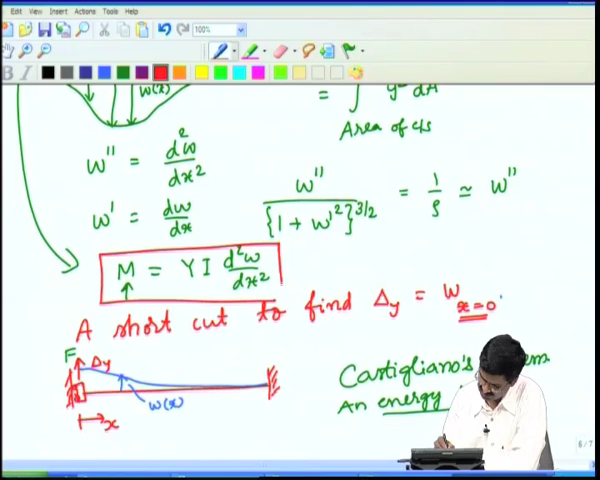 Edit View Insert Actions Tools Help
100%
B I
w(x)
= ∫ y² dA
Area of c/s
w'' = d²w/dx²
w''/{1 + w'²}^3/2 = 1/ρ ≃ w''
w' = dw/dx
M = Y I d²w/dx²
A short cut to find Δy = w x=0
F Δy
w(x)
x
Castigliano's
An energy
6/7